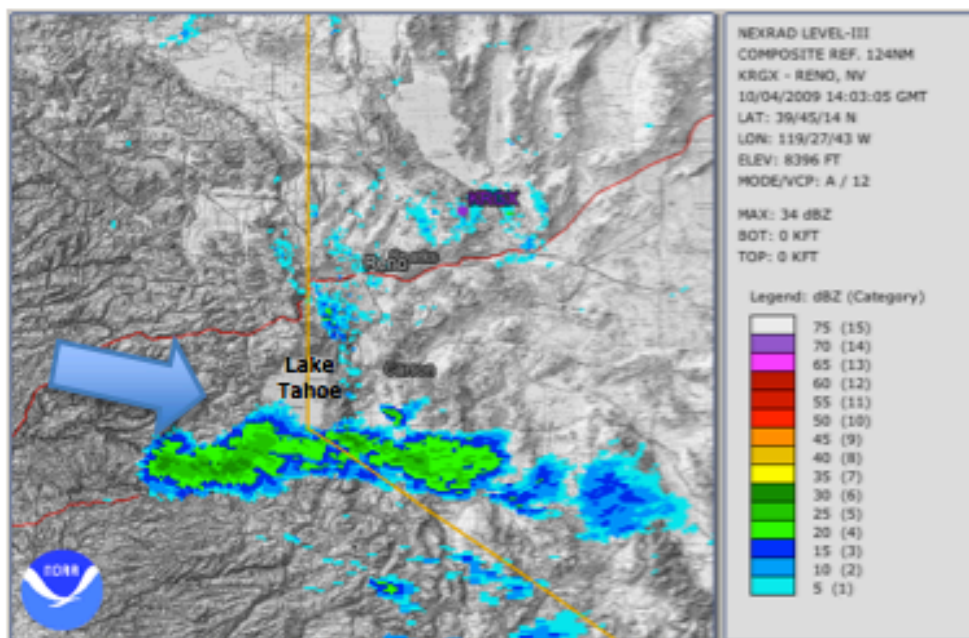 NEXRAD LEVEL-III
COMPOSITE REF. 124NM
KRGX - RENO, NV
10/04/2009 14:03:05 GMT
LAT: 39/45/14 N
LON: 119/27/43 W
ELEV: 8396 FT
MODE/VCP: A / 12
MAX: 34 dBZ
BOT: 0 KFT
TOP: 0 KFT
Legend: dBZ (Category)
75 (15)
70 (14)
65 (13)
60 (12)
55 (11)
50 (10)
45 (9)
40 (8)
35 (7)
30 (6)
25 (5)
20 (4)
15 (3)
10 (2)
5 (1)
KRGX
Reno
Lake
Tahoe
Carson
NOAA